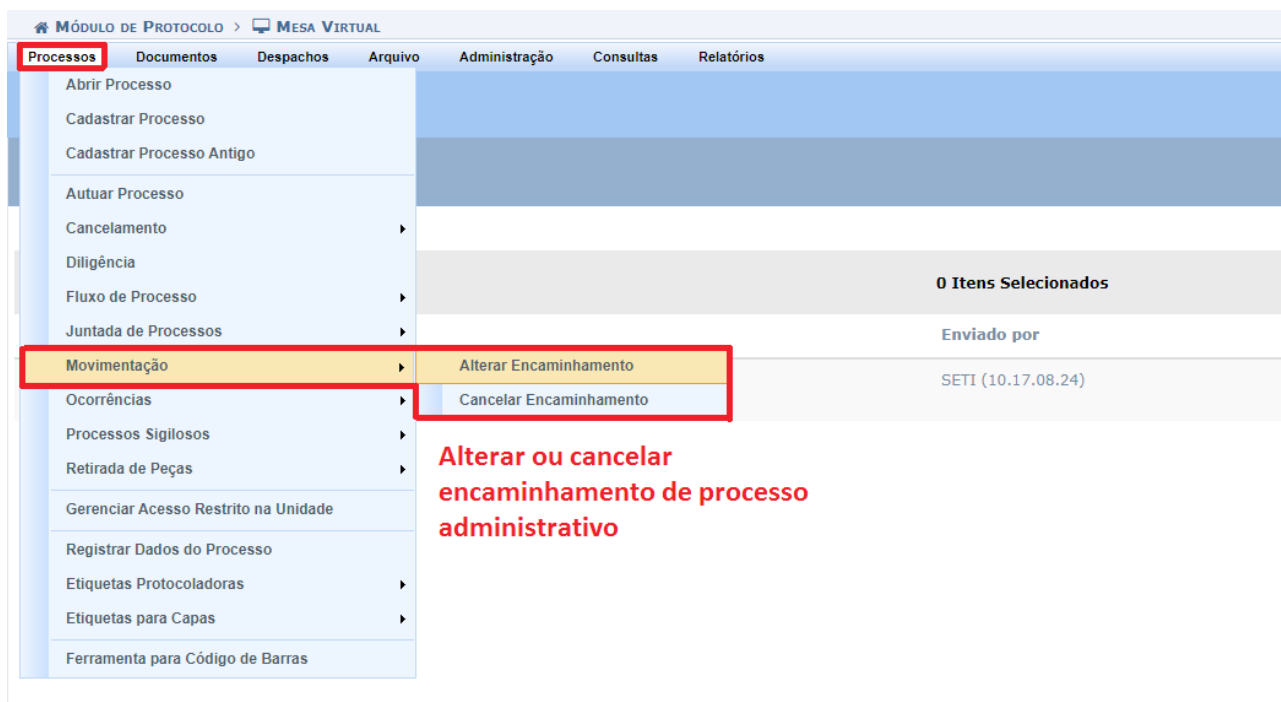 Módulo de Protocolo > Mesa Virtual
Processos Documentos Despachos Arquivo Administração Consultas Relatórios
Abrir Processo
Cadastrar Processo
Cadastrar Processo Antigo
Autuar Processo
Cancelamento
Diligência
Fluxo de Processo
Juntada de Processos
Movimentação
Ocorrências
Processos Sigilosos
Retirada de Peças
Gerenciar Acesso Restrito na Unidade
Registrar Dados do Processo
Etiquetas Protocoladoras
Etiquetas para Capas
Ferramenta para Código de Barras
Alterar Encaminhamento
Cancelar Encaminhamento
Alterar ou cancelar
encaminhamento de processo
administrativo
0 Itens Selecionados
Enviado por
SETI (10.17.08.24)